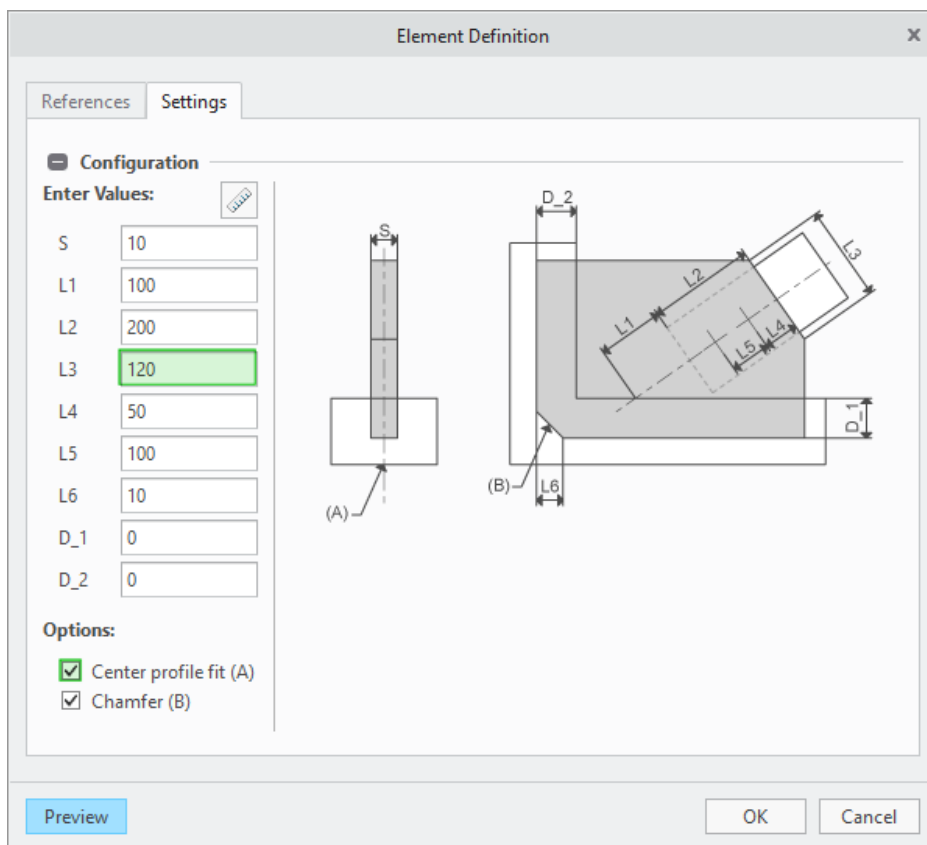 Element Definition x
References Settings
Configuration
Enter Values:
S 10
L1 100
L2 200
L3 120
L4 50
L5 100
L6 10
D_1 0
D_2 0
Options:
Center profile fit (A)
Chamfer (B)
S
(A)
D_2
L3
L2
L1
L4
L5
D_1
(B)
L6
Preview OK Cancel